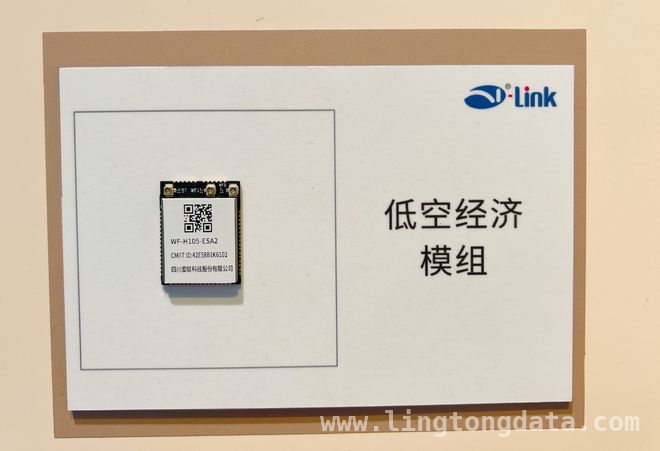 -Link
低空经济
模组
WF-H105-ESA2
CMIIT ID:42E5BB1K6102
四川爱联科技股份有限公司
www.lingtongdata.com